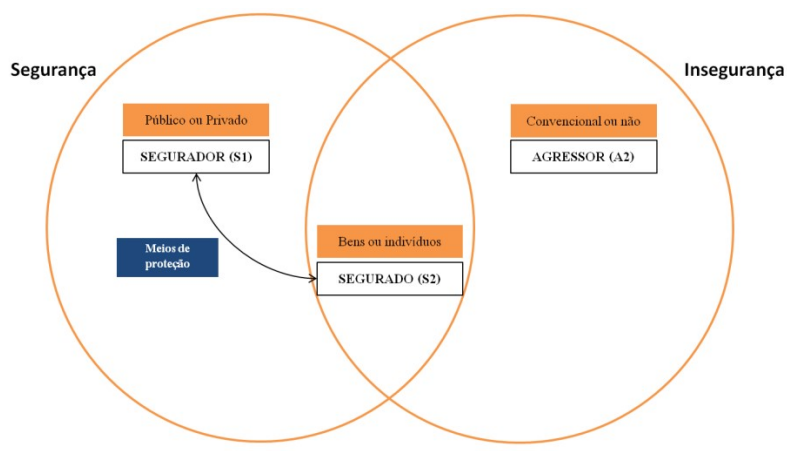 Segurança
Insegurança
Público ou Privado
SEGURADOR (S1)
Convencional ou não
AGRESSOR (A2)
Meios de
proteção
Bens ou indivíduos
SEGURADO (S2)